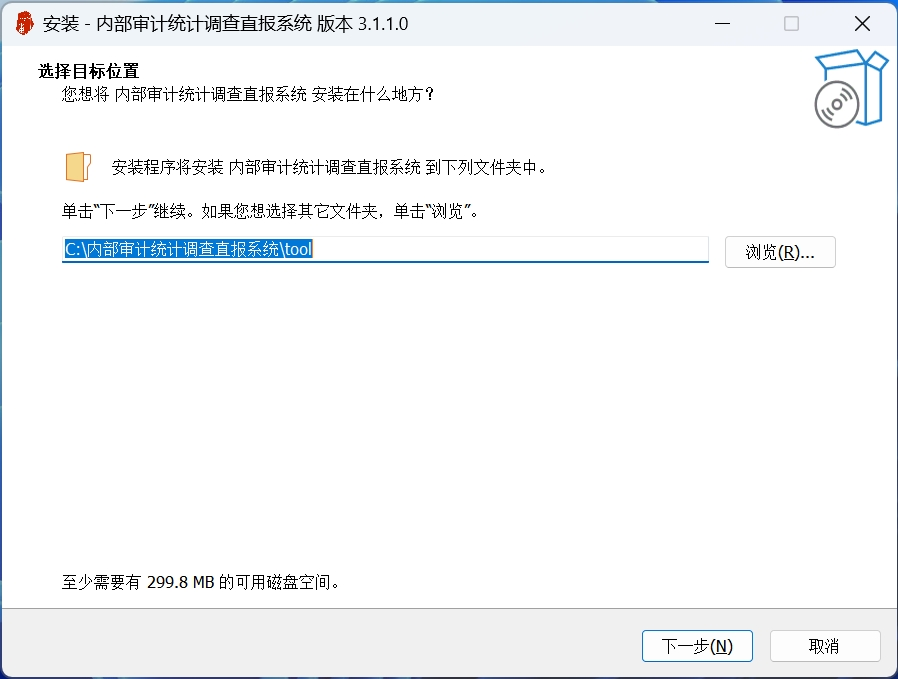 安装 - 内部审计统计调查直报系统 版本 3.1.1.0
选择目标位置
您想将 内部审计统计调查直报系统 安装在什么地方？
安装程序将安装 内部审计统计调查直报系统 到下列文件夹中。
单击“下一步”继续。如果您想选择其它文件夹，单击“浏览”。
C:\内部审计统计调查直报系统\tool
浏览(R)...
至少需要有 299.8 MB 的可用磁盘空间。
下一步(N)
取消